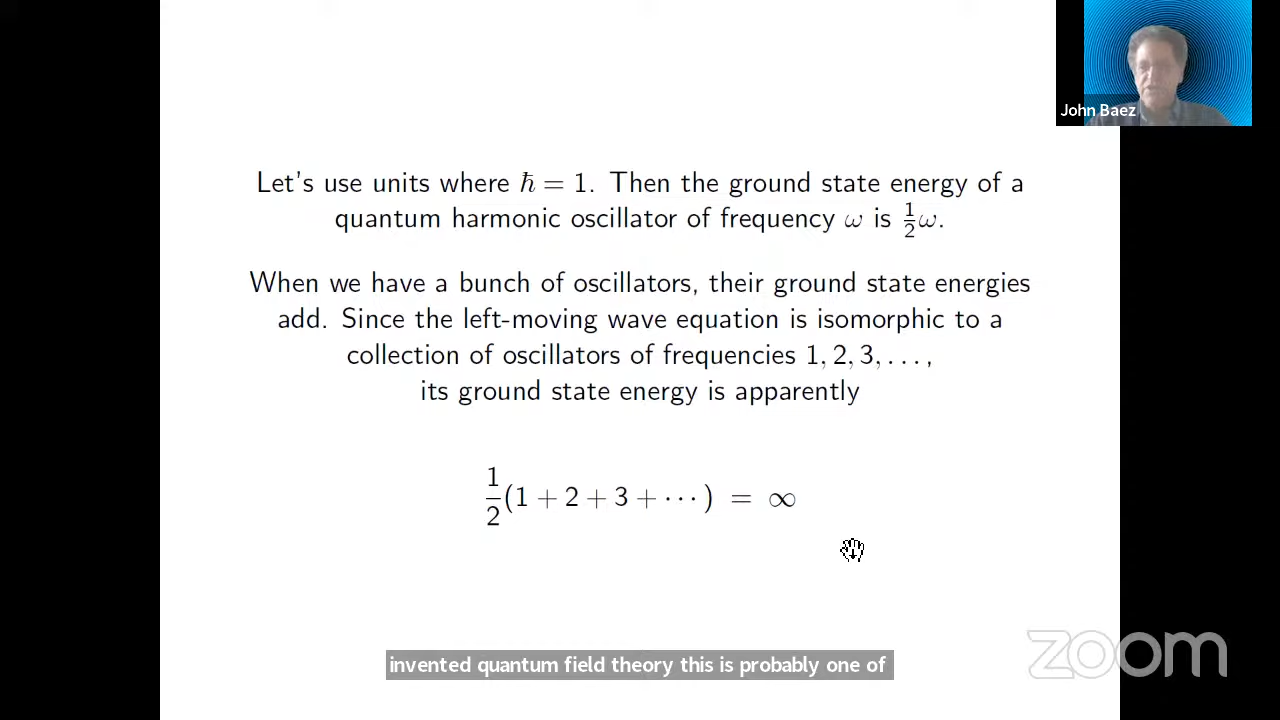 John Baez
Let's use units where ℏ = 1. Then the ground state energy of a
quantum harmonic oscillator of frequency ω is ½ω.
When we have a bunch of oscillators, their ground state energies
add. Since the left-moving wave equation is isomorphic to a
collection of oscillators of frequencies 1, 2, 3, . . . ,
its ground state energy is apparently
1/2 (1 + 2 + 3 + ⋯ ) = ∞
invented quantum field theory this is probably one of
zoom